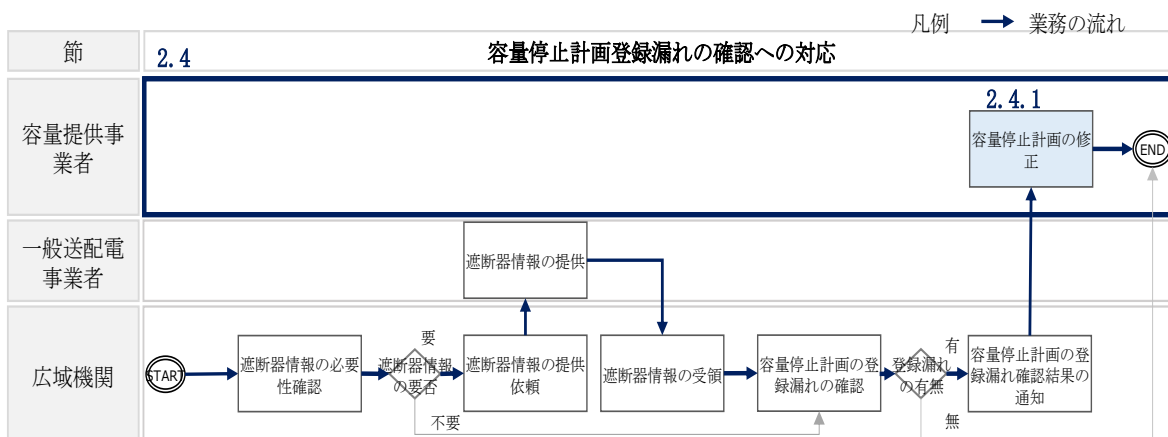 凡例 業務の流れ
節
2.4
容量停止計画登録漏れの確認への対応
容量提供事
業者
2.4.1
容量停止計画の修
正
END
一般送配電
事業者
遮断器情報の提供
広域機関
START
遮断器情報の必要
性確認
遮断器情報
の要否
要
不要
遮断器情報の提供
依頼
遮断器情報の受領
容量停止計画の登
録漏れの確認
登録漏れ
の有無
有
無
容量停止計画の登
録漏れ確認結果の
通知